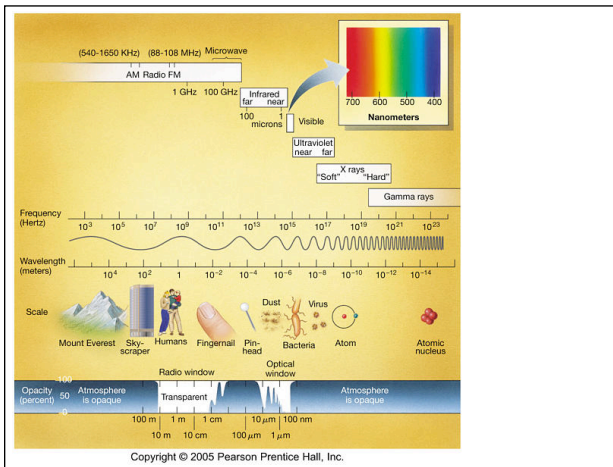 (540-1650 KHz) (88-108 MHz) Microwave
AM Radio FM
1 GHz 100 GHz
Infrared
far near
100 1
microns
Visible
700 600 500 400
Nanometers
Ultraviolet
near far
X rays
“Soft” “Hard”
Gamma rays
Frequency
(Hertz)
10³ 10⁵ 10⁷ 10⁹ 10¹¹ 10¹³ 10¹⁵ 10¹⁷ 10¹⁹ 10²¹ 10²³
Wavelength
(meters)
10⁴ 10² 1 10⁻² 10⁻⁴ 10⁻⁶ 10⁻⁸ 10⁻¹⁰ 10⁻¹² 10⁻¹⁴
Scale
Mount Everest
Sky-
scraper
Humans
Fingernail
Pin-
head
Dust
Bacteria
Virus
Atom
Atomic
nucleus
Radio window
Optical
window
Opacity
(percent)
100
50
0
Atmosphere
is opaque
Transparent
Atmosphere
is opaque
100 m 1 m 1 cm 10 μm 100 nm
10 m 10 cm 100 μm 1 μm
Copyright © 2005 Pearson Prentice Hall, Inc.